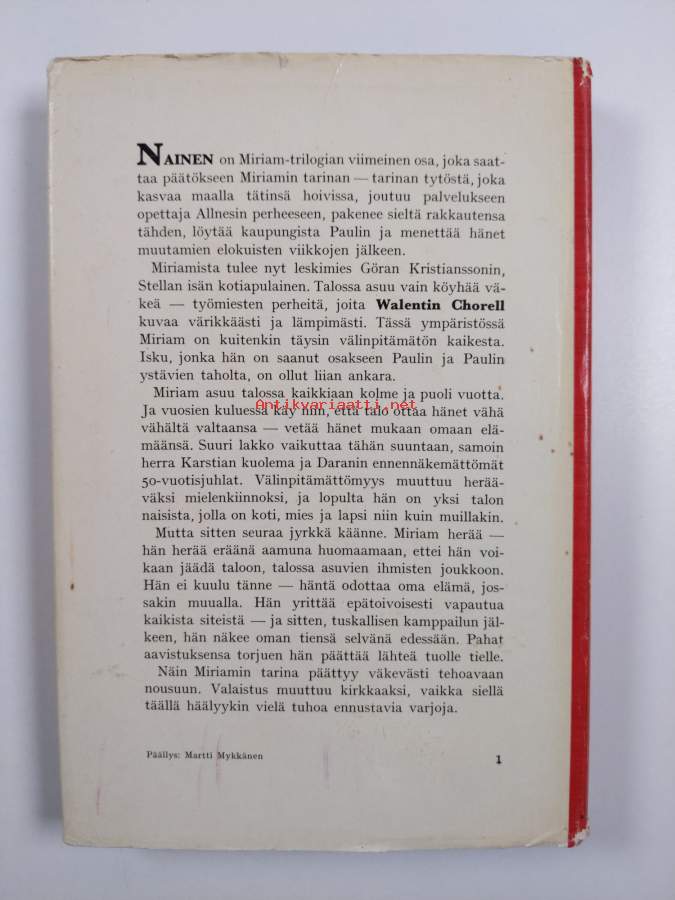 NAINEN on Miriam-trilogian viimeinen osa, joka saat-
taa päätökseen Miriamin tarinan — tarinan tytöstä, joka
kasvaa maalla tätinsä hoivissa, joutuu palvelukseen
opettaja Allnesin perheeseen, pakenee sieltä rakkautensa
tähden, löytää kaupungista Paulin ja menettää hänet
muutamien elokuisten viikkojen jälkeen.
Miriamista tulee nyt leskimies Göran Kristianssonin,
Stellan isän kotiapulainen. Talossa asuu vain köyhää vä-
keä — työmiesten perheitä, joita Walentin Chorell
kuvaa värikkäästi ja lämpimästi. Tässä ympäristössä
Miriam on kuitenkin täysin välinpitämätön kaikesta.
Isku, jonka hän on saanut osakseen Paulin ja Paulin
ystävien taholta, on ollut liian ankara.
Miriam asuu talossa kaikkiaan kolme ja puoli vuotta.
Antikvariaatti.net
Ja vuosien kuluessa käy niin, että talo ottaa hänet vähä
vähältä valtaansa — vetää hänet mukaan omaan elä-
määnsä. Suuri lakko vaikuttaa tähän suuntaan, samoin
herra Karstian kuolema ja Daranin ennennäkemättömät
50-vuotisjuhlat. Välinpitämättömyys muuttuu herää-
väksi mielenkiinnoksi, ja lopulta hän on yksi talon
naisista, jolla on koti, mies ja lapsi niin kuin muillakin.
Mutta sitten seuraa jyrkkä käänne. Miriam herää —
hän herää eräänä aamuna huomaamaan, ettei hän voi-
kaan jäädä taloon, talossa asuvien ihmisten joukkoon.
Hän ei kuulu tänne — häntä odottaa oma elämä, jos-
sakin muualla. Hän yrittää epätoivoisesti vapautua
kaikista siteistä — ja sitten, tuskallisen kamppailun jäl-
keen, hän näkee oman tiensä selvänä edessään. Pahat
aavistuksensa torjuen hän päättää lähteä tuolle tielle.
Näin Miriamin tarina päättyy väkevästi tehoavaan
nousuun. Valaistus muuttuu kirkkaaksi, vaikka siellä
täällä häälyykin vielä tuhoa ennustavia varjoja.
Päällys: Martti Mykkänen
1